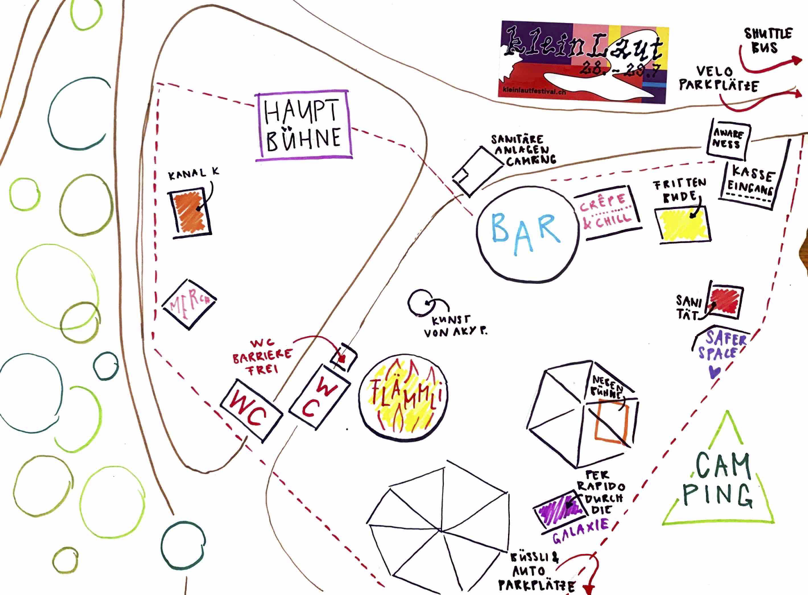 kleinLaut
28. - 29.7
kleinlautfestival.ch
SHUTTLE
BUS
VELO
PARKPLÄTZE
HAUPT
BÜHNE
SANITÄRE
ANLAGEN
CAMPING
AWARE
NESS
KASSE
EINGANG
KANAL K
CRÊPE
& CHILL
FRITTEN
BUDE
BAR
MERCH
KUNST
VON AKYP.
SANI
TÄT
SAFER
SPACE
WC
BARRIERE
FREI
WC
WC
FLÄMMLI
NEBEN
BÜHNE
CAM
PING
PER
RAPIDO
DURCH
DIE
GALAXIE
BÜSSLI &
AUTO
PARKPLÄTZE